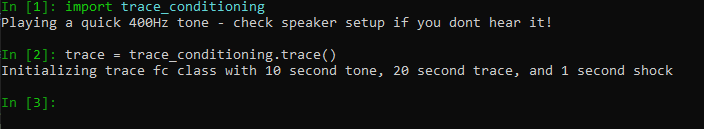 In [1]: import trace_conditioning
Playing a quick 400Hz tone - check speaker setup if you dont hear it!
In [2]: trace = trace_conditioning.trace()
Initializing trace fc class with 10 second tone, 20 second trace, and 1 second shock
In [3]: